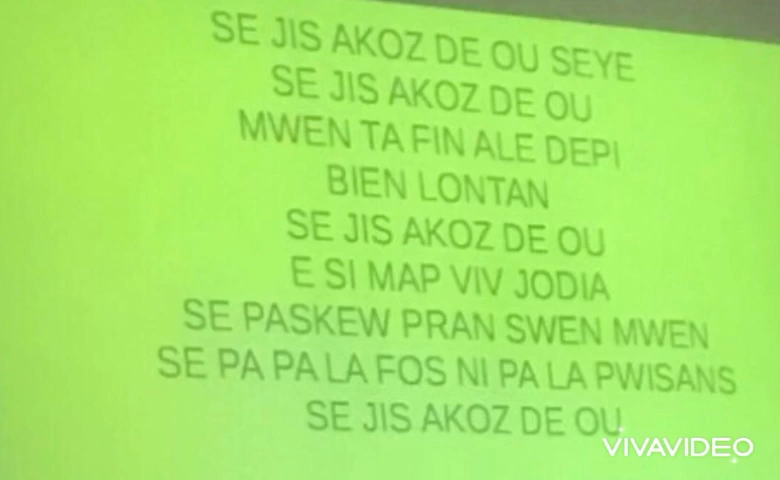 SE JIS AKOZ DE OU SEYE
SE JIS AKOZ DE OU
MWEN TA FIN ALE DEPI
BIEN LONTAN
SE JIS AKOZ DE OU
E SI MAP VIV JODIA
SE PASKEW PRAN SWEN MWEN
SE PA PA LA FOS NI PA LA PWISANS
SE JIS AKOZ DE OU
VIVAVIDEO